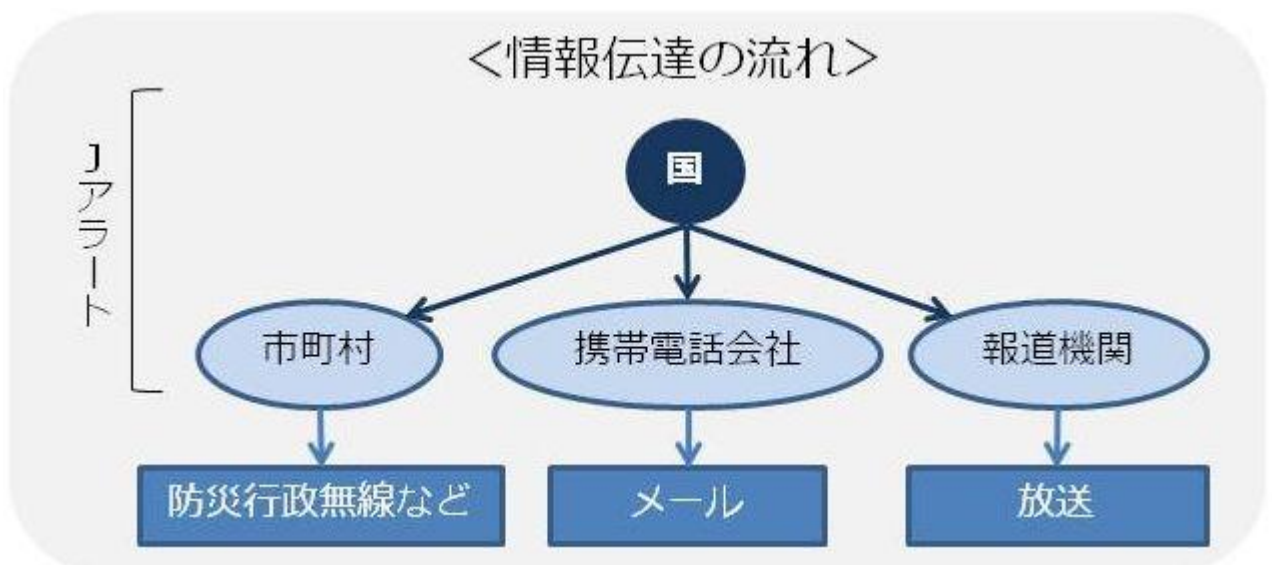 <情報伝達の流れ>
Jアラート
国
市町村
携帯電話会社
報道機関
防災行政無線など
メール
放送